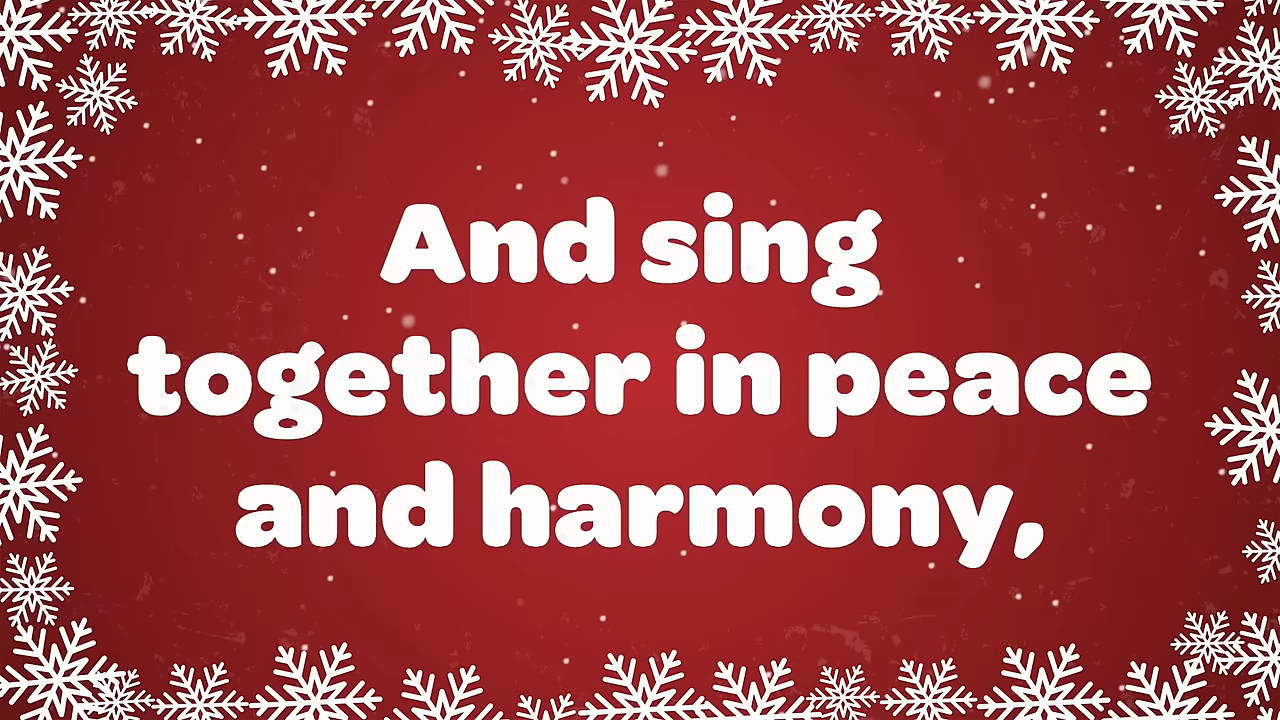 And sing
together in peace
and harmony,